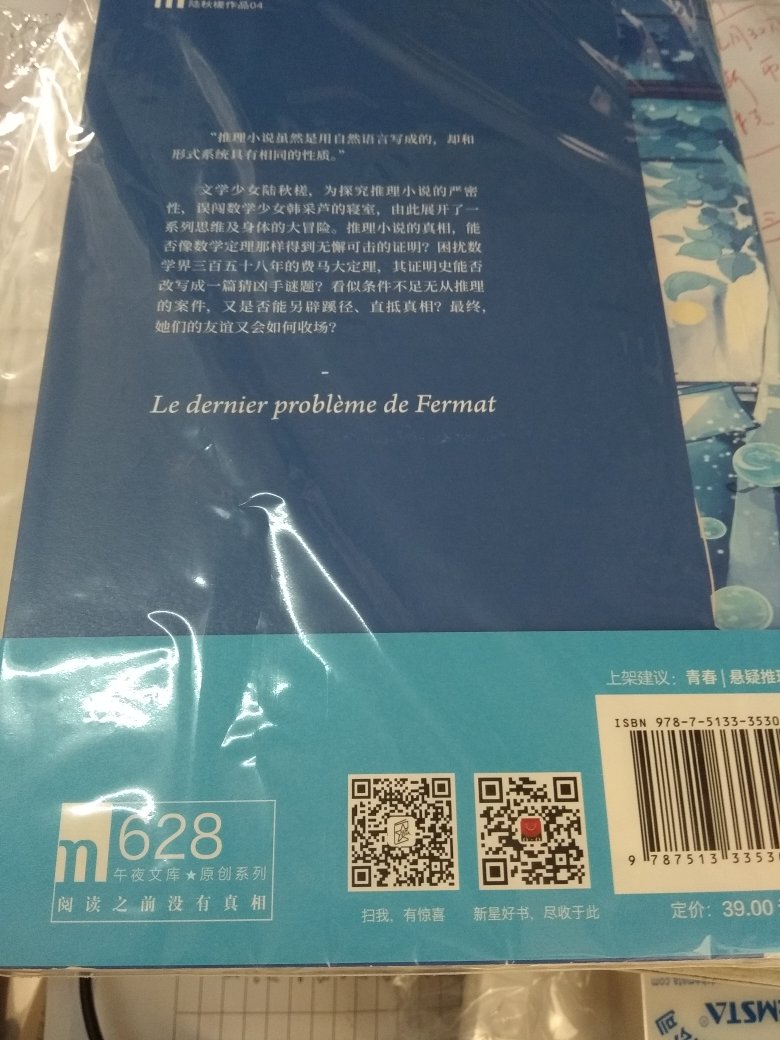 陆秋槎作品04
“推理小说虽然是用自然语言写成的，却和
形式系统具有相同的性质。”
文学少女陆秋槎，为探究推理小说的严密
性，误闯数学少女韩采芦的寝室，由此展开了一
系列思维及身体的大冒险。推理小说的真相，能
否像数学定理那样得到无懈可击的证明？困扰数
学界三百五十八年的费马大定理，其证明史能否
改写成一篇猜凶手谜题？看似条件不足无从推理
的案件，又是否能另辟蹊径、直抵真相？最终，
她们的友谊又会如何收场？
-
Le dernier problème de Fermat
上架建议：青春|悬疑推理
ISBN 978-7-5133-3530
9 787513 33530
定价：39.00
m 628
午夜文库★原创系列
阅读之前没有真相
扫我，有惊喜
新星好书，尽收于此